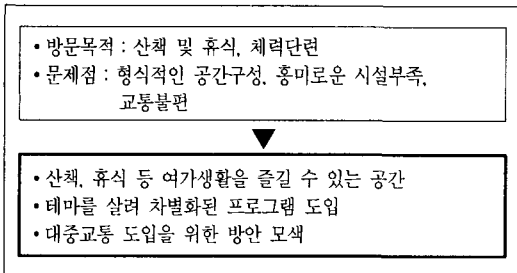 • 방문목적 : 산책 및 휴식, 체력단련
• 문제점 : 형식적인 공간구성, 흥미로운 시설부족,
교통불편
• 산책, 휴식 등 여가생활을 즐길 수 있는 공간
• 테마를 살려 차별화된 프로그램 도입
• 대중교통 도입을 위한 방안 모색